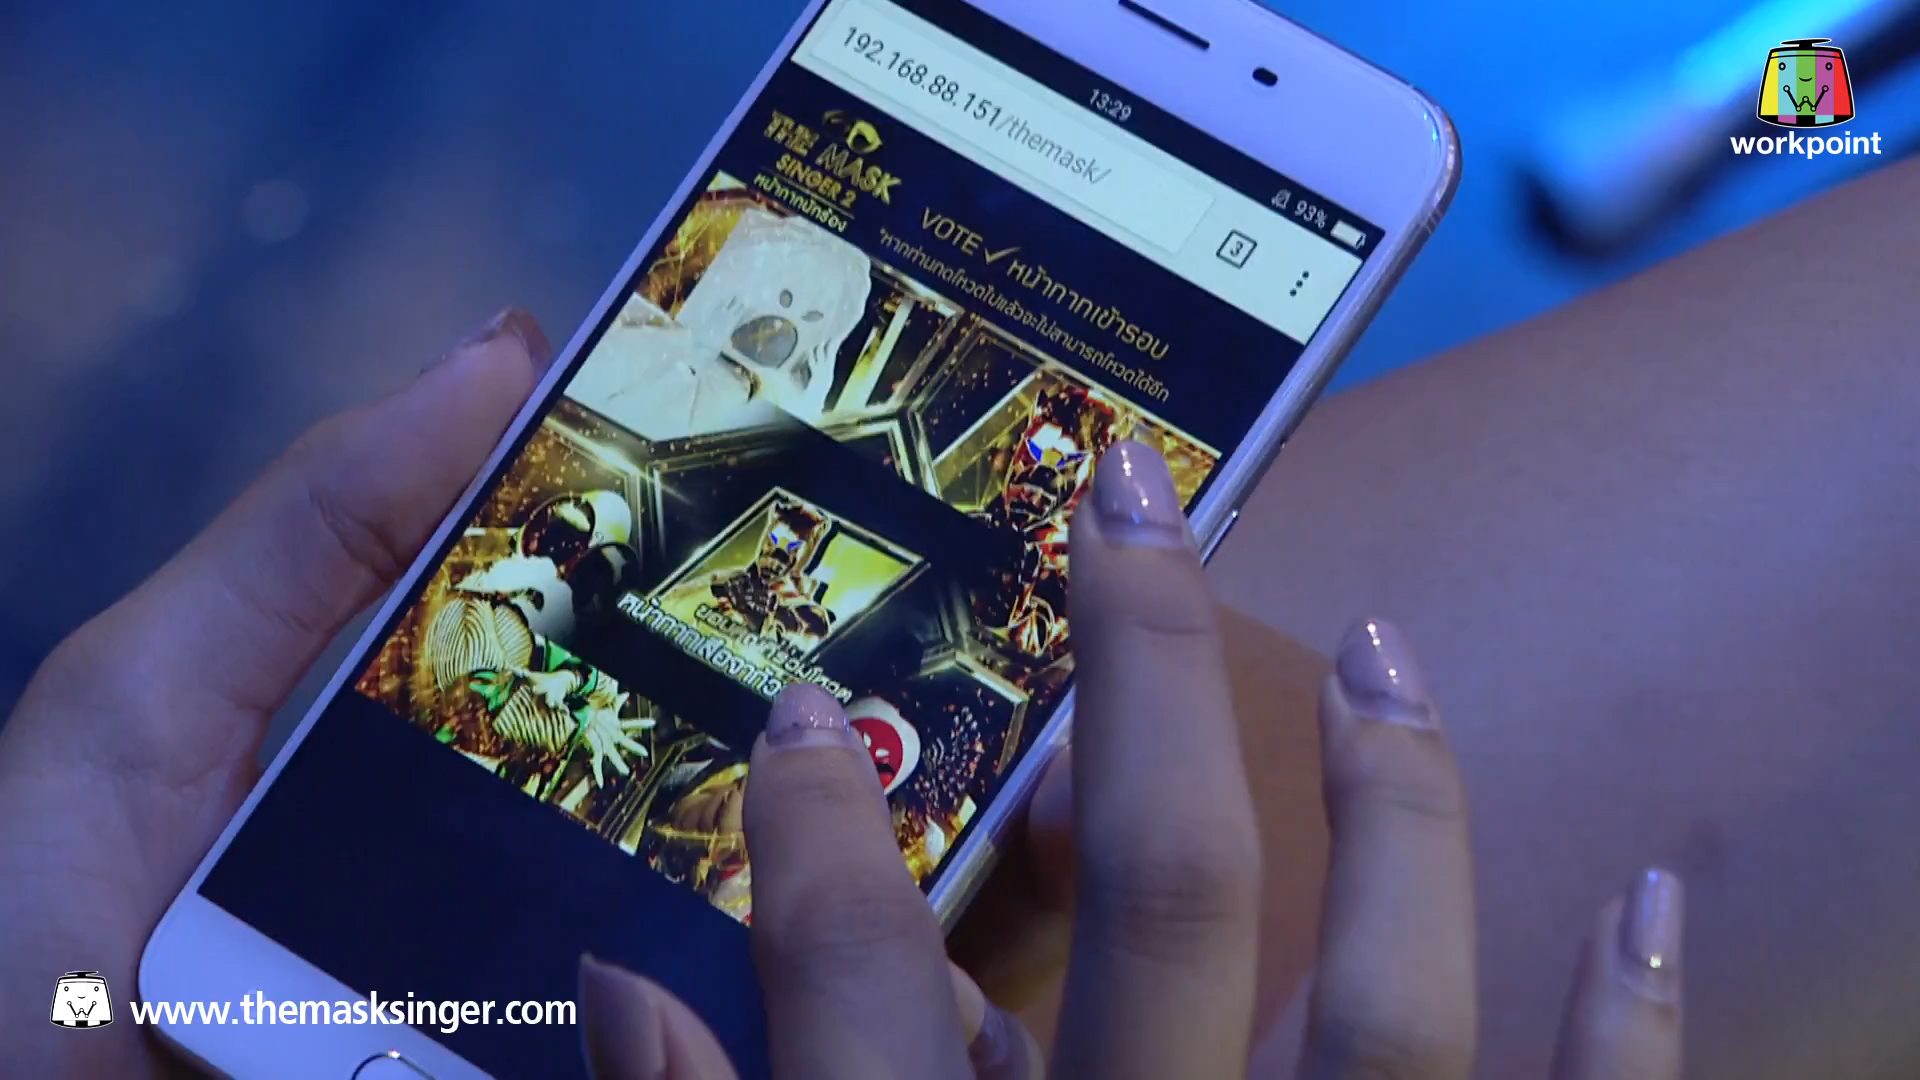 workpoint
13:29
93%
192.168.88.151/themask/
3
THE MASK
SINGER 2
หน้ากากนักร้อง
VOTE ✓ หน้ากากเข้ารอบ
*หากท่านกดโหวตไปแล้วจะไม่สามารถโหวตได้อีก
www.themasksinger.com